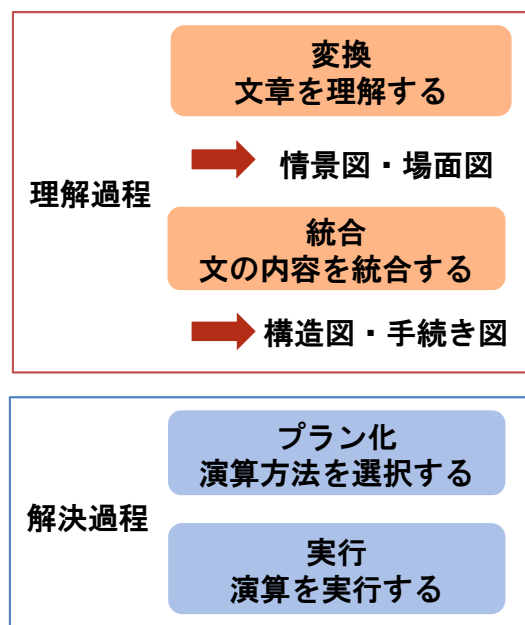 理解過程
変換
文章を理解する
情景図・場面図
統合
文の内容を統合する
構造図・手続き図
解決過程
プラン化
演算方法を選択する
実行
演算を実行する